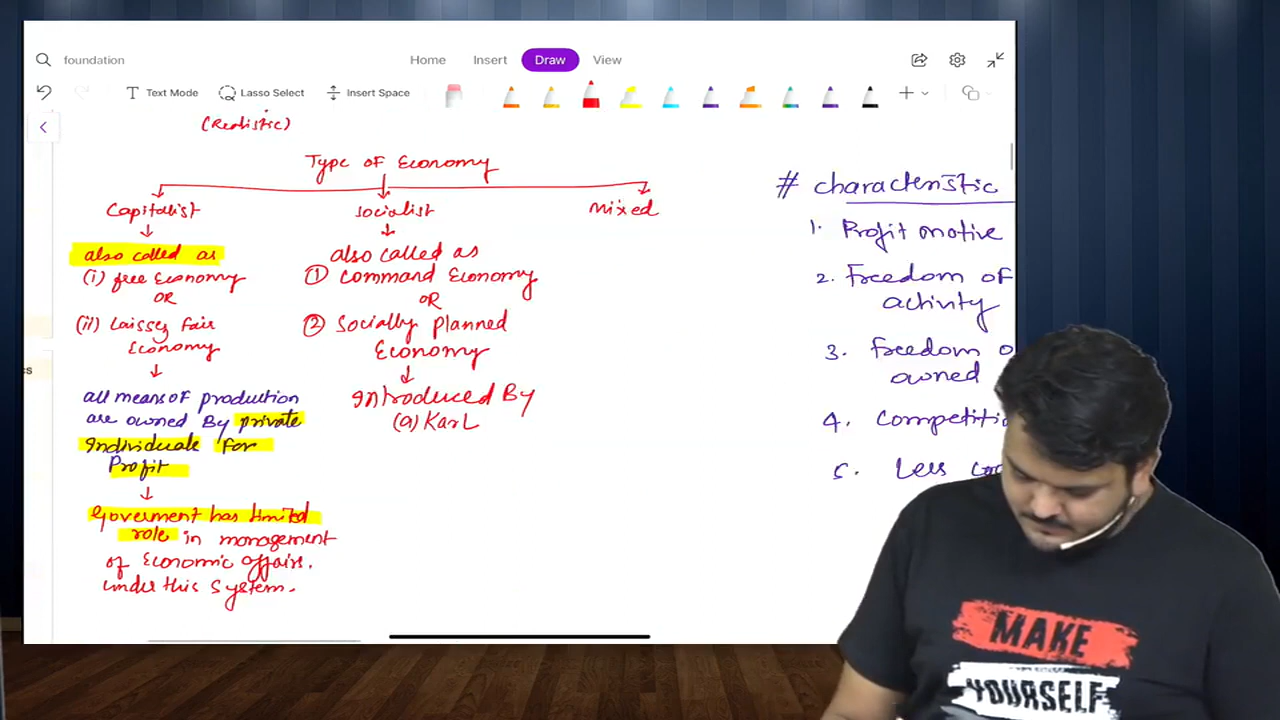 foundation
Home Insert Draw View
Text Mode Lasso Select Insert Space
(Realistic)
Type of Economy
Capitalist
also called as
(i) free Economy
OR
(ii) Laissez fair
Economy
all means of production
are owned By private
Individuals for
Profit
Goverment has limited
role in management
of Economic affairs.
under this system.
Socialist
also called as
① Command Economy
OR
② Socially planned
Economy
Introduced By
(a) Karl
Mixed
# characteristic
1. Profit motive
2. Freedom of
activity
3. Freedom o
owned
4. Competitio
5. Less
MAKE
YOURSELF